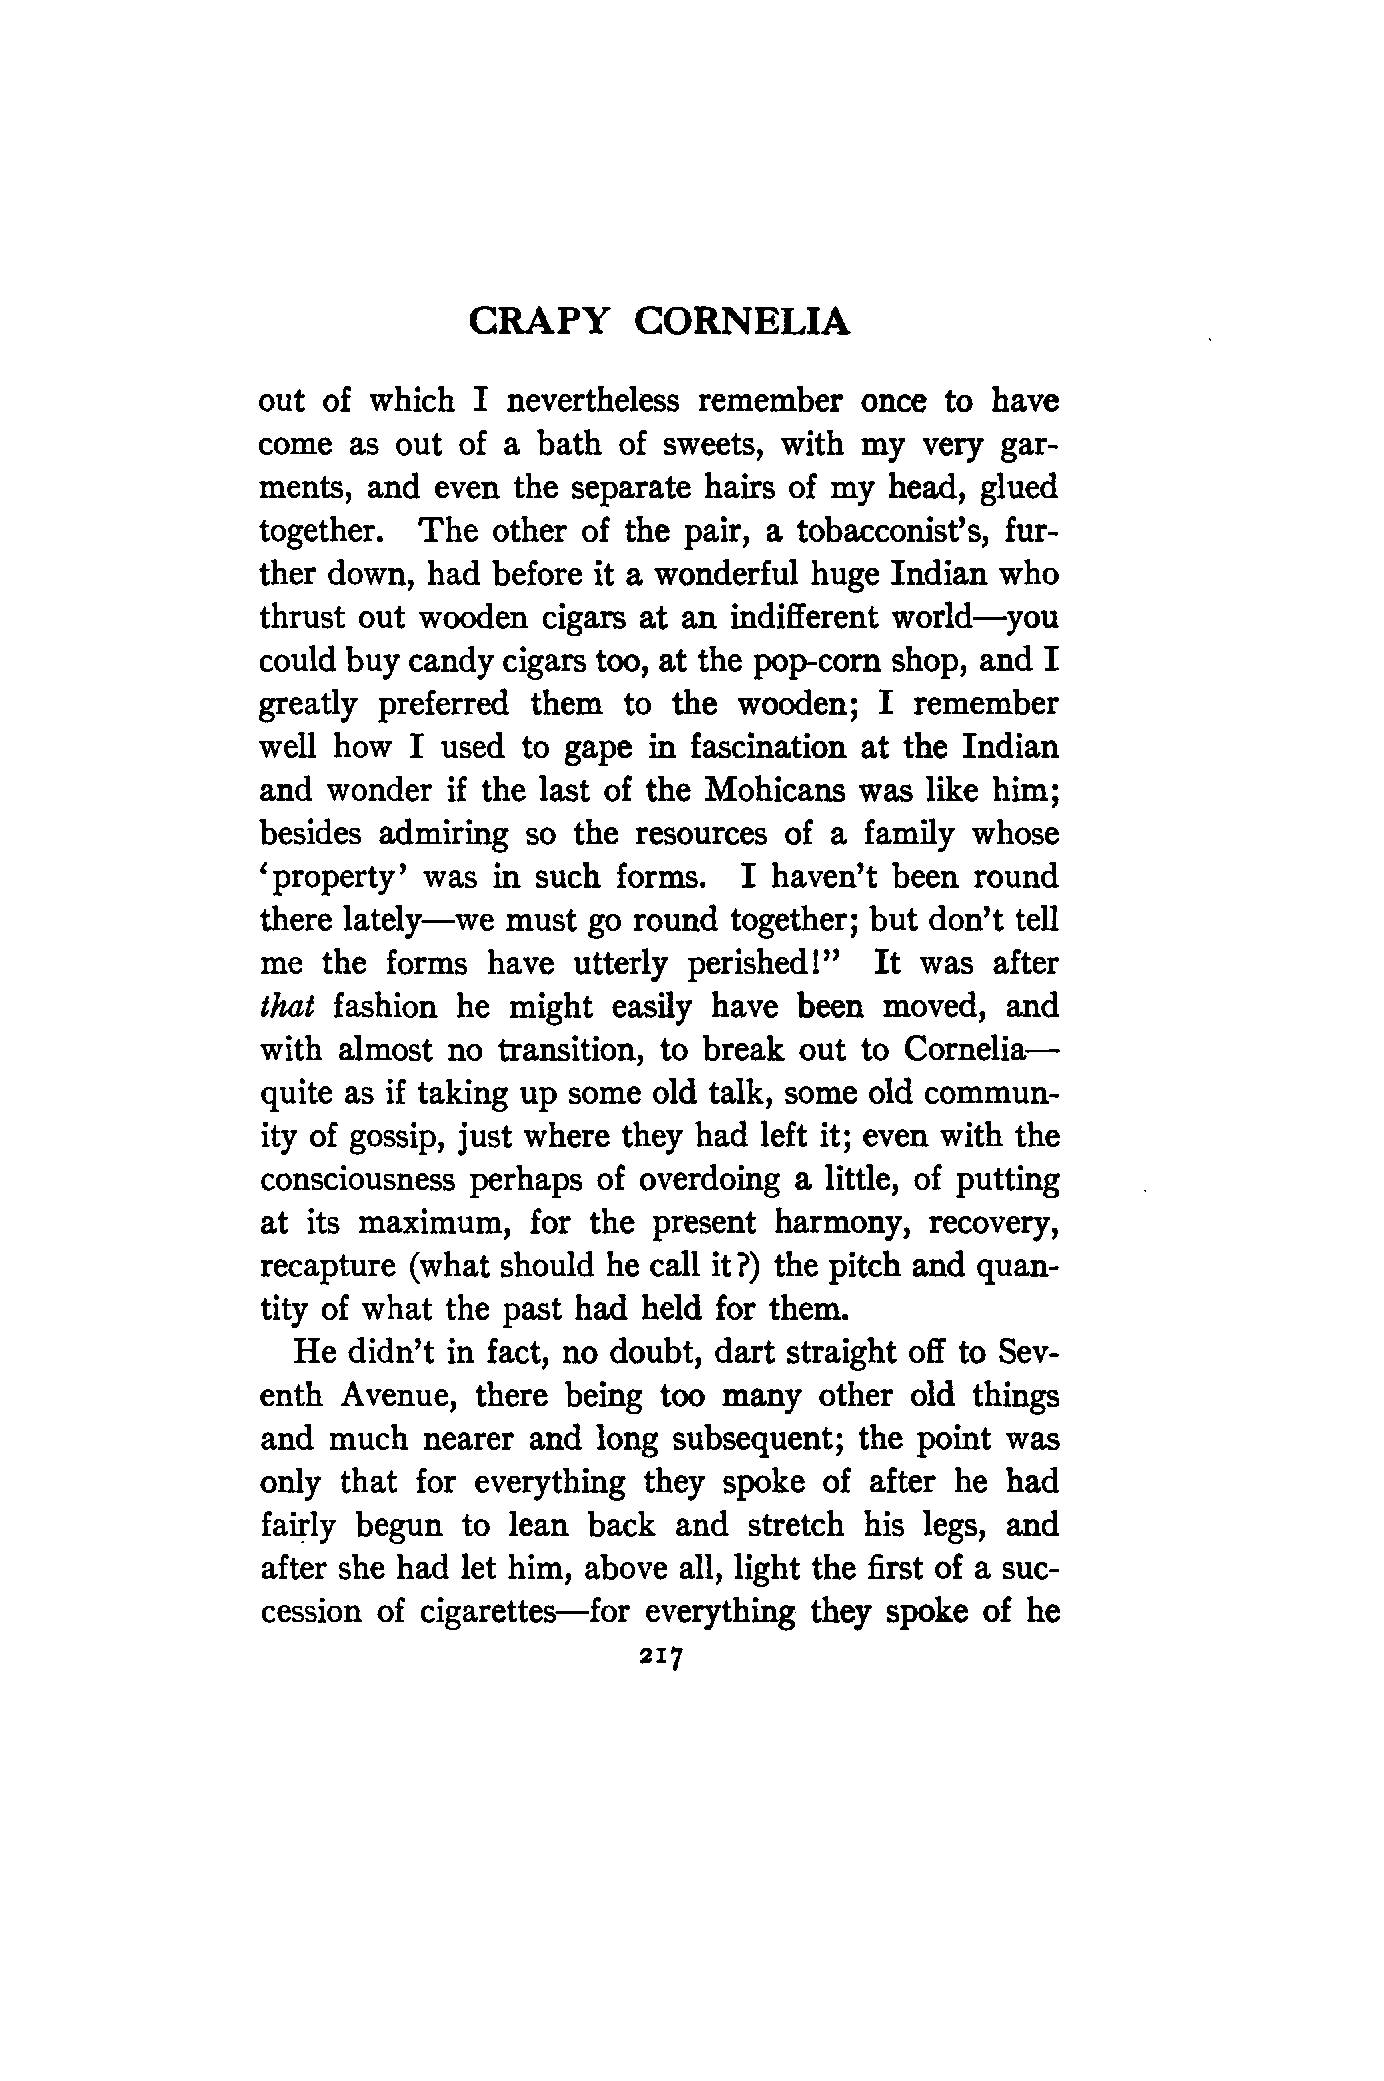 CRAPY CORNELIA
out of which I nevertheless remember once to have
come as out of a bath of sweets, with my very gar-
ments, and even the separate hairs of my head, glued
together. The other of the pair, a tobacconist's, fur-
ther down, had before it a wonderful huge Indian who
thrust out wooden cigars at an indifferent world—you
could buy candy cigars too, at the pop-corn shop, and I
greatly preferred them to the wooden; I remember
well how I used to gape in fascination at the Indian
and wonder if the last of the Mohicans was like him;
besides admiring so the resources of a family whose
‘property’ was in such forms. I haven't been round
there lately—we must go round together; but don't tell
me the forms have utterly perished!” It was after
that fashion he might easily have been moved, and
with almost no transition, to break out to Cornelia—
quite as if taking up some old talk, some old commun-
ity of gossip, just where they had left it; even with the
consciousness perhaps of overdoing a little, of putting
at its maximum, for the present harmony, recovery,
recapture (what should he call it?) the pitch and quan-
tity of what the past had held for them.
He didn't in fact, no doubt, dart straight off to Sev-
enth Avenue, there being too many other old things
and much nearer and long subsequent; the point was
only that for everything they spoke of after he had
fairly begun to lean back and stretch his legs, and
after she had let him, above all, light the first of a suc-
cession of cigarettes—for everything they spoke of he
217